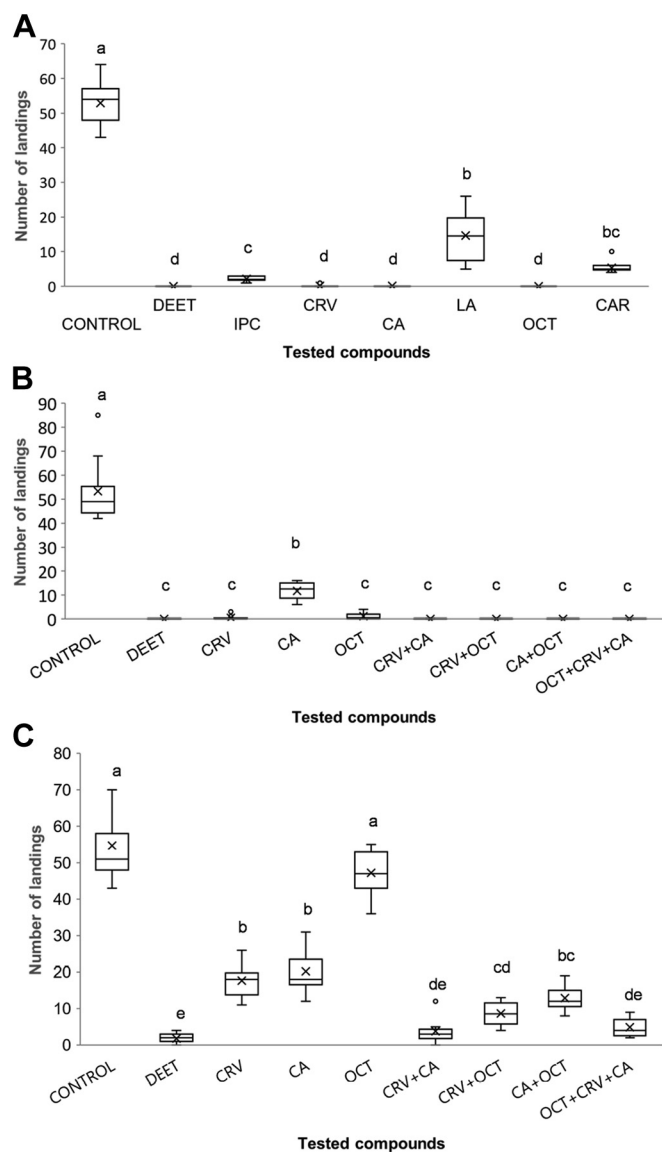 A
Number of landings
70
60
50
40
30
20
10
0
a
d
c
d
d
b
d
bc
DEET CRV LA CAR
CONTROL IPC CA OCT
Tested compounds
B
Number of landings
90
80
70
60
50
40
30
20
10
0
a
c
c
b
c
c
c
c
c
CONTROL
DEET
CRV
CA
OCT
CRV+CA
CRV+OCT
CA+OCT
OCT+CRV+CA
Tested compounds
C
Number of landings
80
70
60
50
40
30
20
10
0
a
e
b
b
a
de
cd
bc
de
CONTROL
DEET
CRV
CA
OCT
CRV+CA
CRV+OCT
CA+OCT
OCT+CRV+CA
Tested compounds